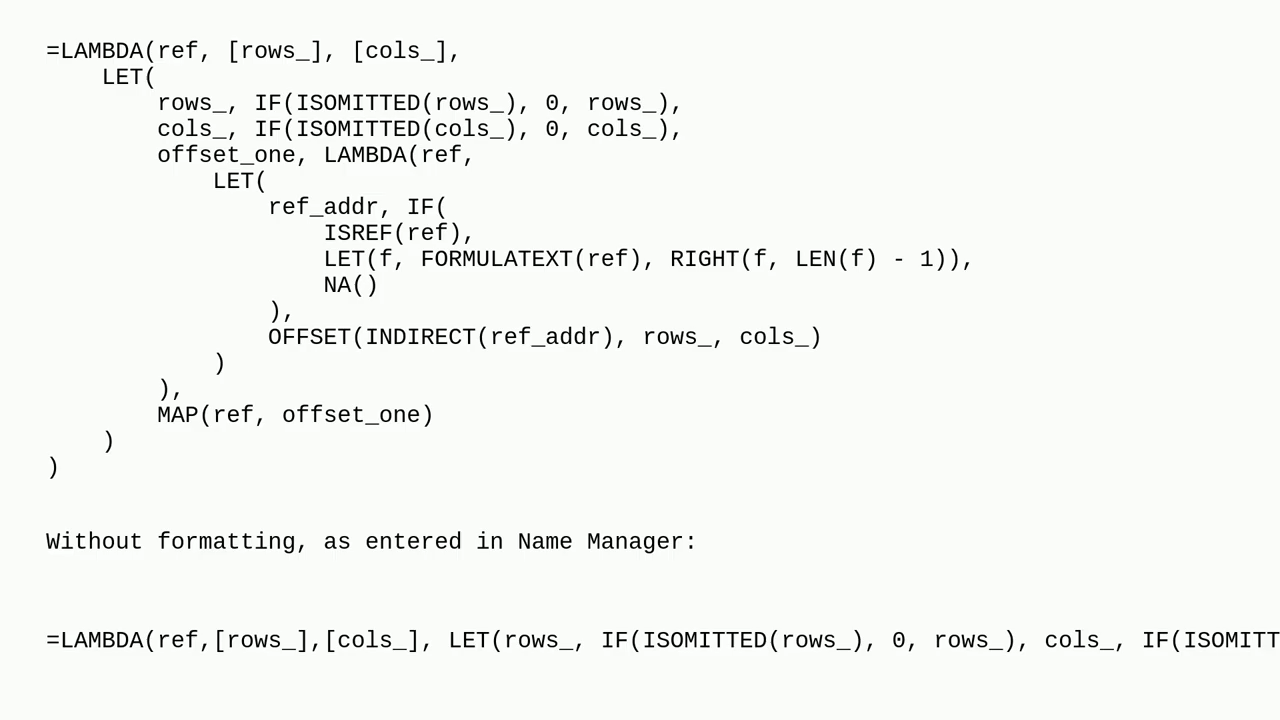 =LAMBDA(ref, [rows_], [cols_],
    LET(
        rows_, IF(ISOMITTED(rows_), 0, rows_),
        cols_, IF(ISOMITTED(cols_), 0, cols_),
        offset_one, LAMBDA(ref,
            LET(
                ref_addr, IF(
                    ISREF(ref),
                    LET(f, FORMULATEXT(ref), RIGHT(f, LEN(f) - 1)),
                    NA()
                ),
                OFFSET(INDIRECT(ref_addr), rows_, cols_)
            )
        ),
        MAP(ref, offset_one)
    )
)
Without formatting, as entered in Name Manager:
=LAMBDA(ref,[rows_],[cols_], LET(rows_, IF(ISOMITTED(rows_), 0, rows_), cols_, IF(ISOMITT